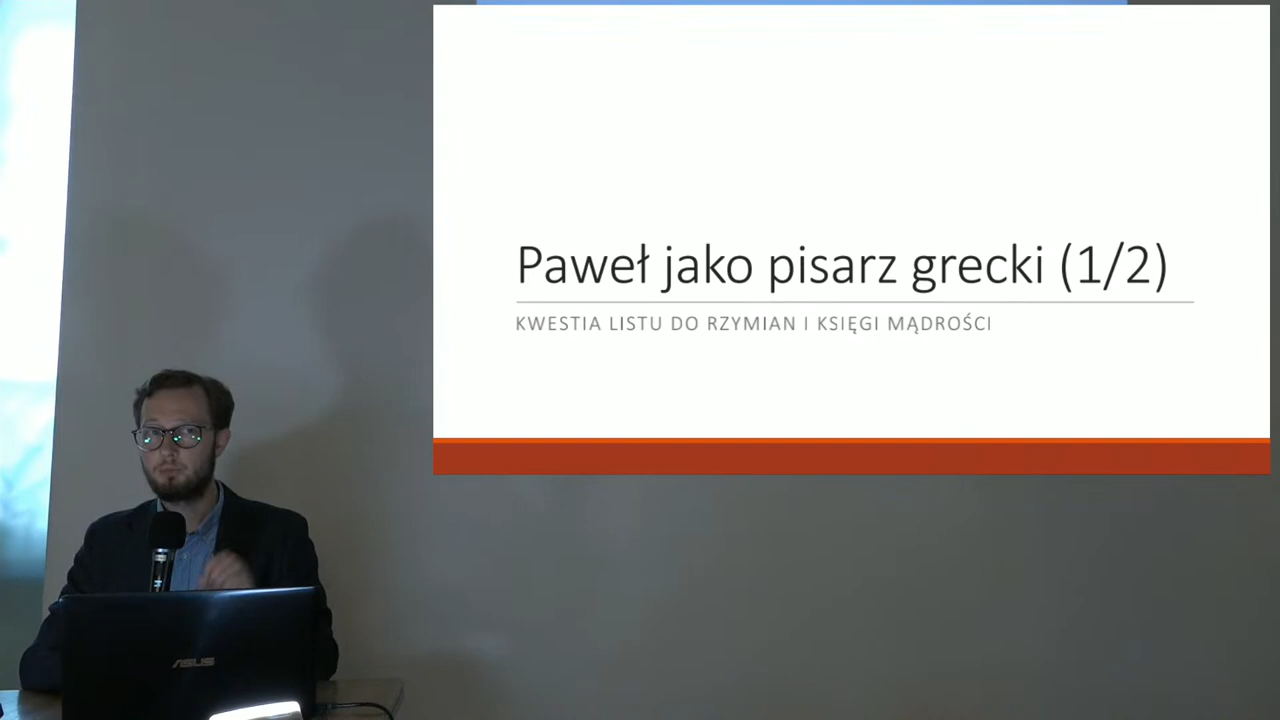 Paweł jako pisarz grecki (1/2)
KWESTIA LISTU DO RZYMIAN I KSIĘGI MĄDROŚCI
ASUS